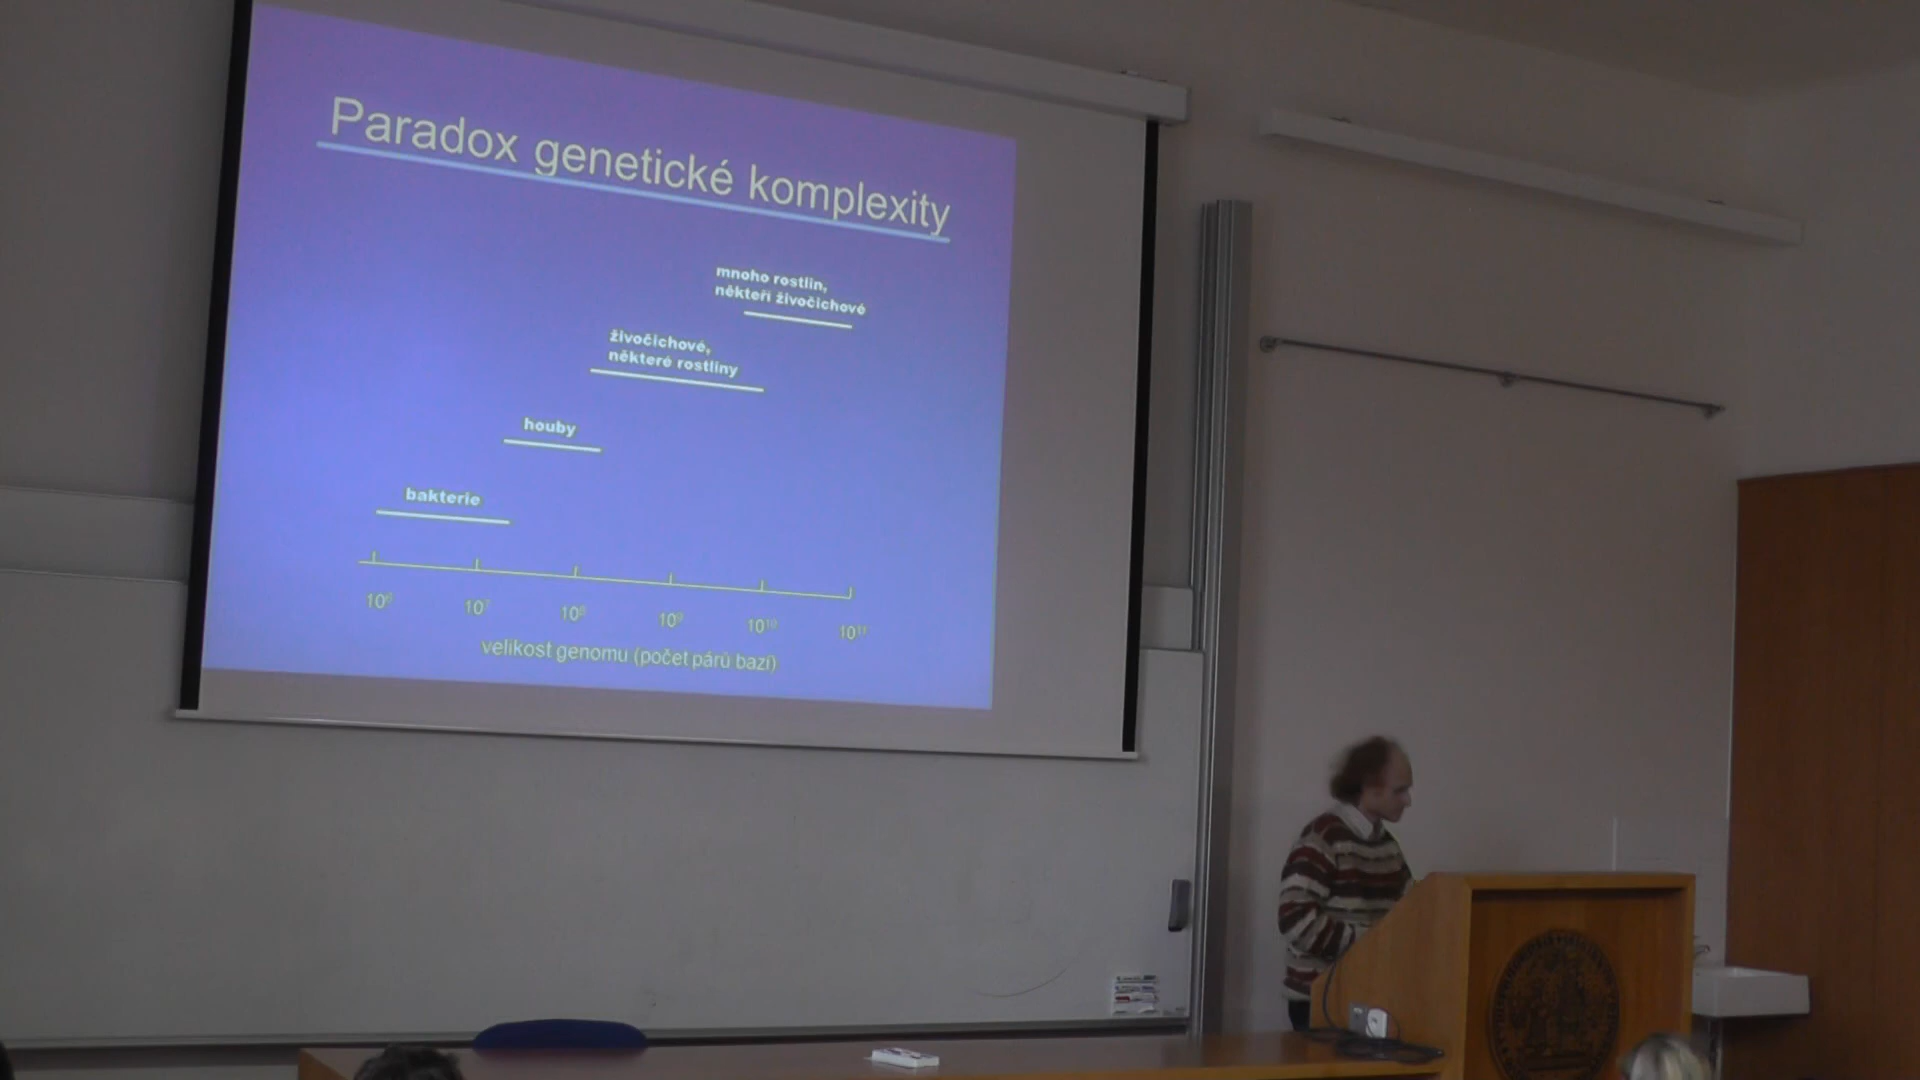 Paradox genetické komplexity
mnoho rostlin,
někteří živočichové
živočichové,
některé rostliny
houby
bakterie
10⁶ 10⁷ 10⁸ 10⁹ 10¹⁰ 10¹¹
velikost genomu (počet párů bazí)